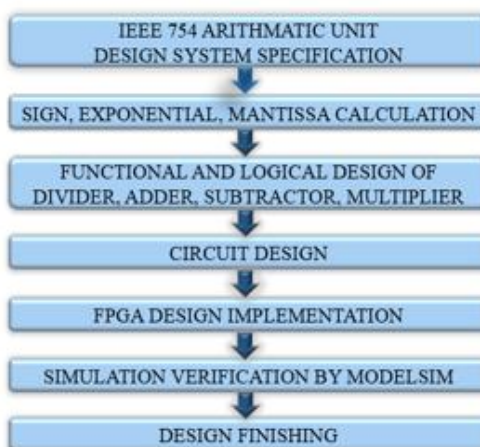 IEEE 754 ARITHMATIC UNIT
DESIGN SYSTEM SPECIFICATION
SIGN, EXPONENTIAL, MANTISSA CALCULATION
FUNCTIONAL AND LOGICAL DESIGN OF
DIVIDER, ADDER, SUBTRACTOR, MULTIPLIER
CIRCUIT DESIGN
FPGA DESIGN IMPLEMENTATION
SIMULATION VERIFICATION BY MODELSIM
DESIGN FINISHING